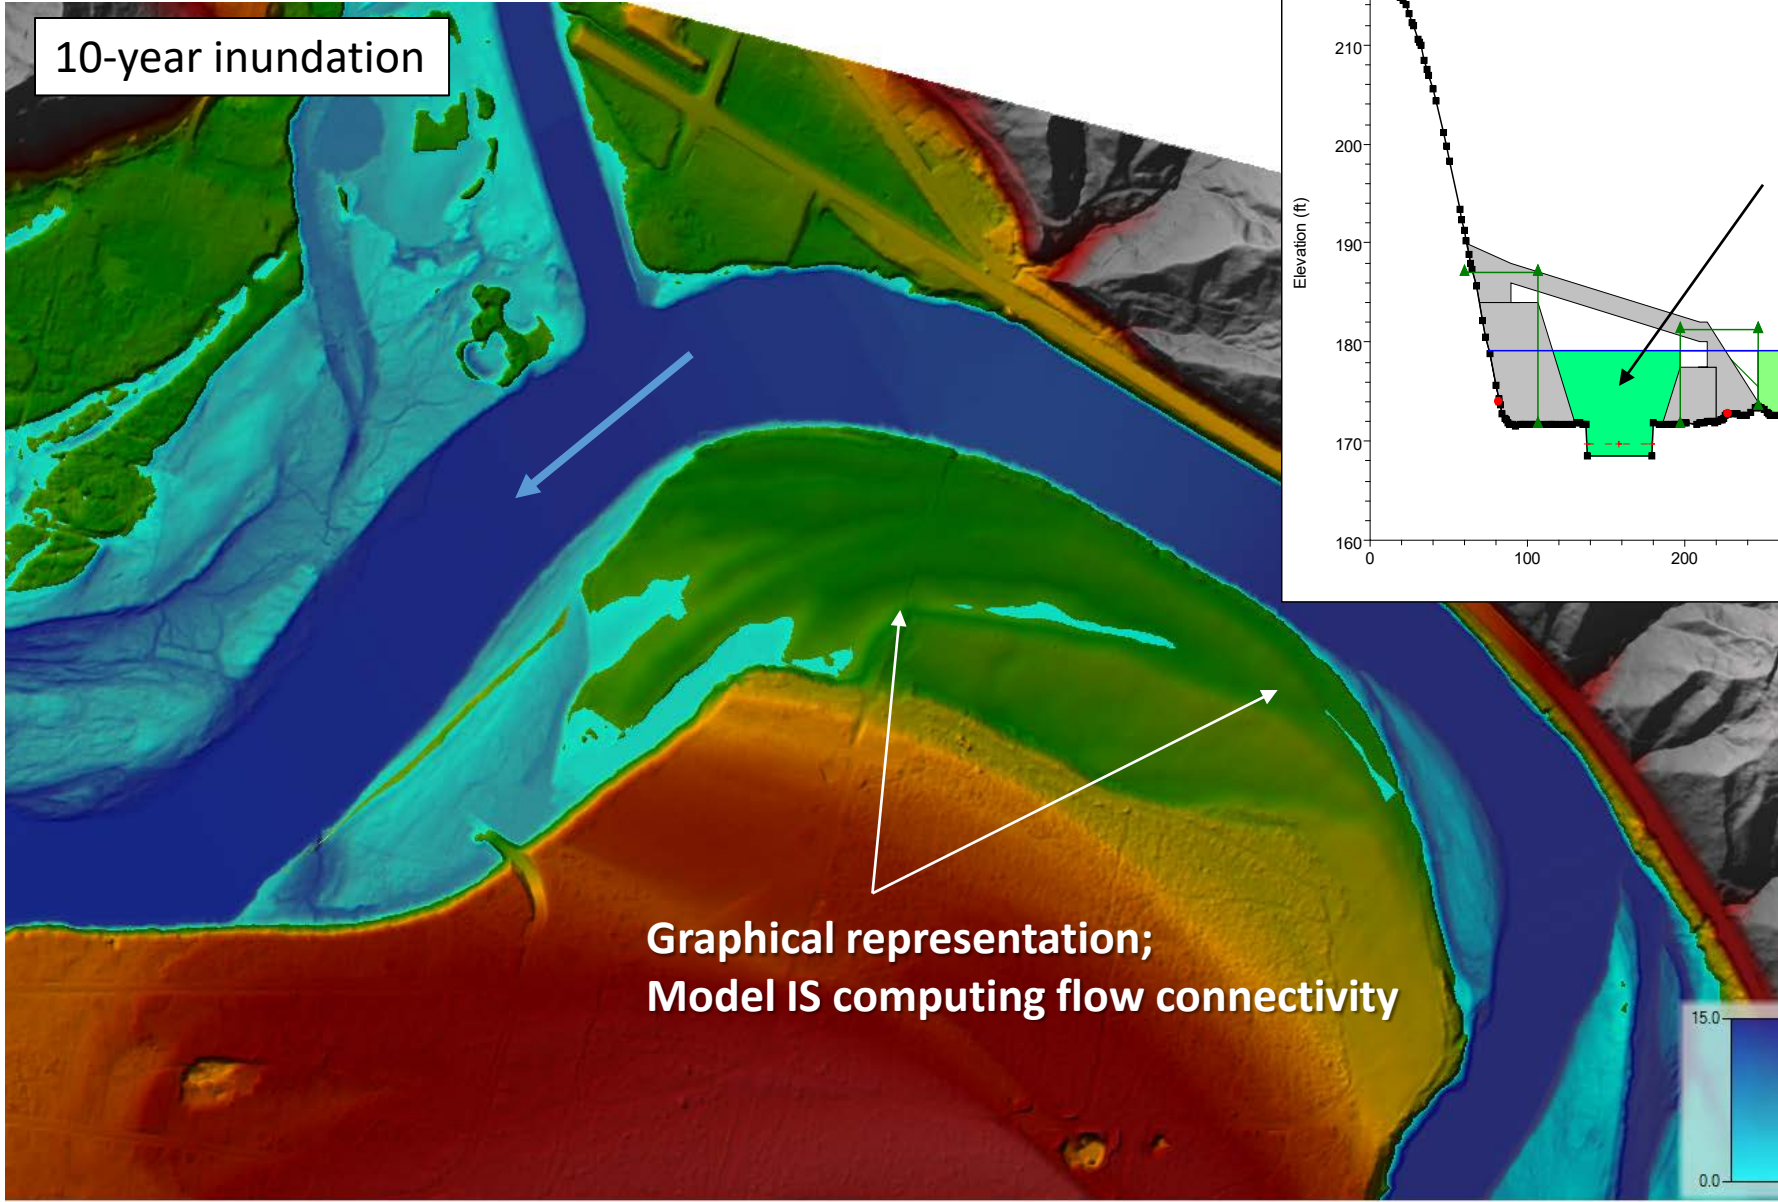 10-year inundation
210
200
190
180
170
160
Elevation (ft)
0
100
200
Graphical representation;
Model IS computing flow connectivity
15.0
0.0